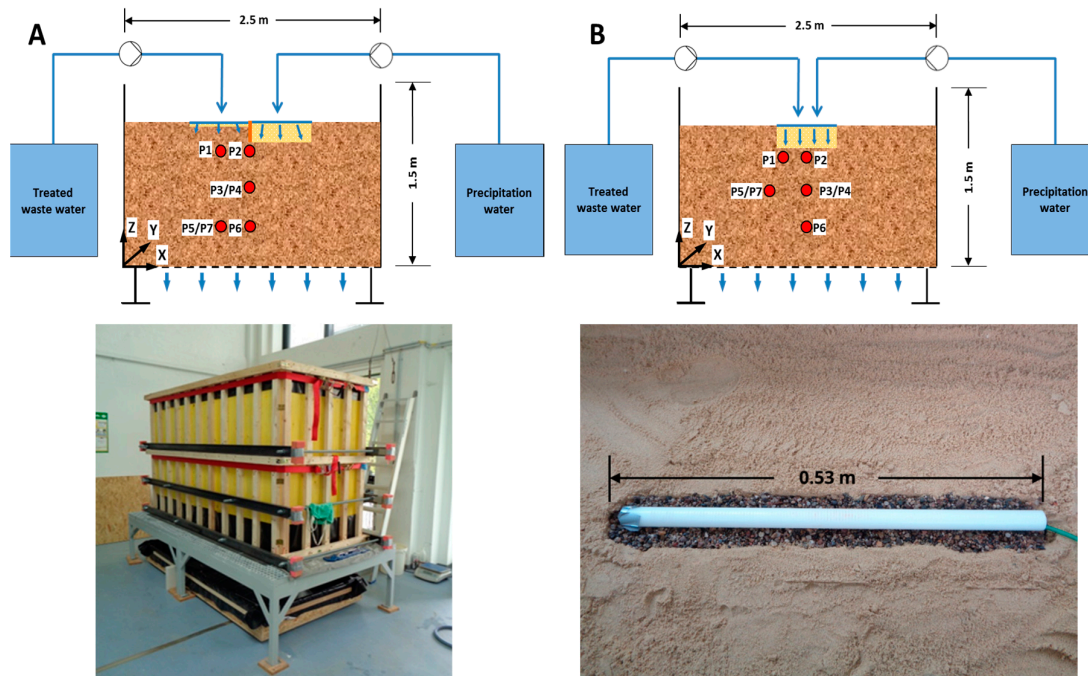 A
2.5 m
Treated
waste water
P1
P2
P3/P4
P5/P7
P6
Z
Y
X
1.5 m
Precipitation
water
B
2.5 m
Treated
waste water
P1
P2
P5/P7
P3/P4
P6
Z
Y
X
1.5 m
Precipitation
water
0.53 m